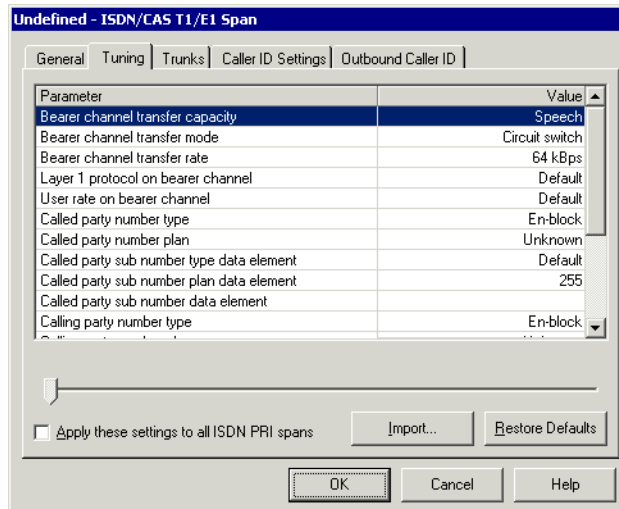 Undefined - ISDN/CAS T1/E1 Span
General Tuning Trunks Caller ID Settings Outbound Caller ID
Parameter Value
Bearer channel transfer capacity Speech
Bearer channel transfer mode Circuit switch
Bearer channel transfer rate 64 kBps
Layer 1 protocol on bearer channel Default
User rate on bearer channel Default
Called party number type En-block
Called party number plan Unknown
Called party sub number type data element Default
Called party sub number plan data element 255
Called party sub number data element
Calling party number type En-block
Apply these settings to all ISDN PRI spans Import... Restore Defaults
OK Cancel Help